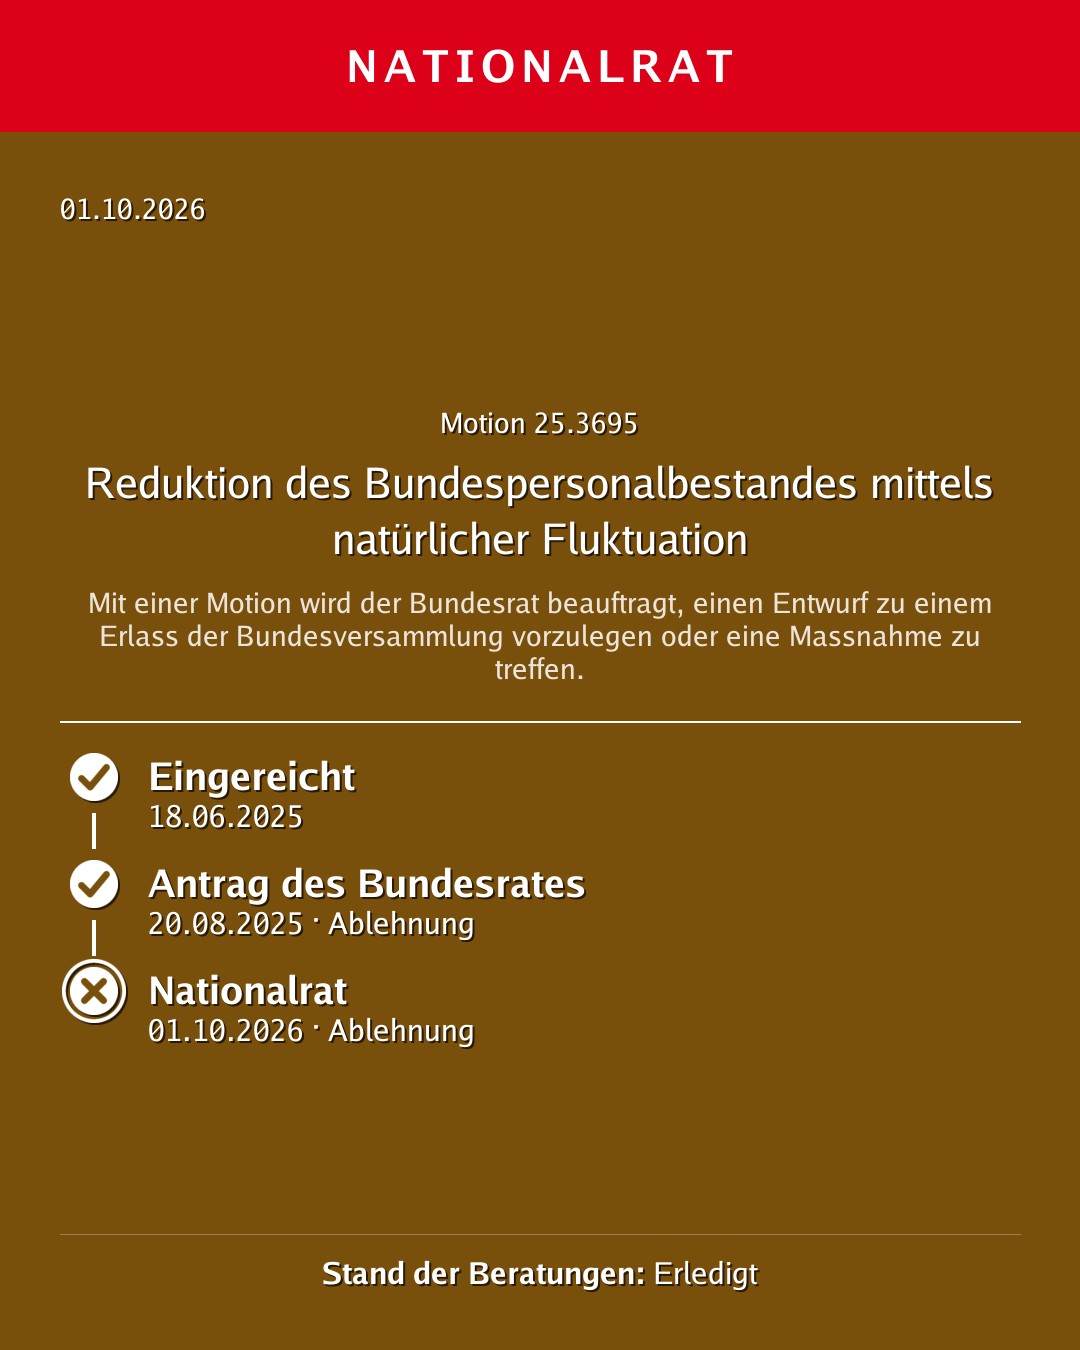 NATIONALRAT
01.10.2026
Motion 25.3695
Reduktion des Bundespersonalbestandes mittels
natürlicher Fluktuation
Mit einer Motion wird der Bundesrat beauftragt, einen Entwurf zu einem
Erlass der Bundesversammlung vorzulegen oder eine Massnahme zu
treffen.
Eingereicht
18.06.2025
Antrag des Bundesrates
20.08.2025 · Ablehnung
Nationalrat
01.10.2026 · Ablehnung
Stand der Beratungen: Erledigt